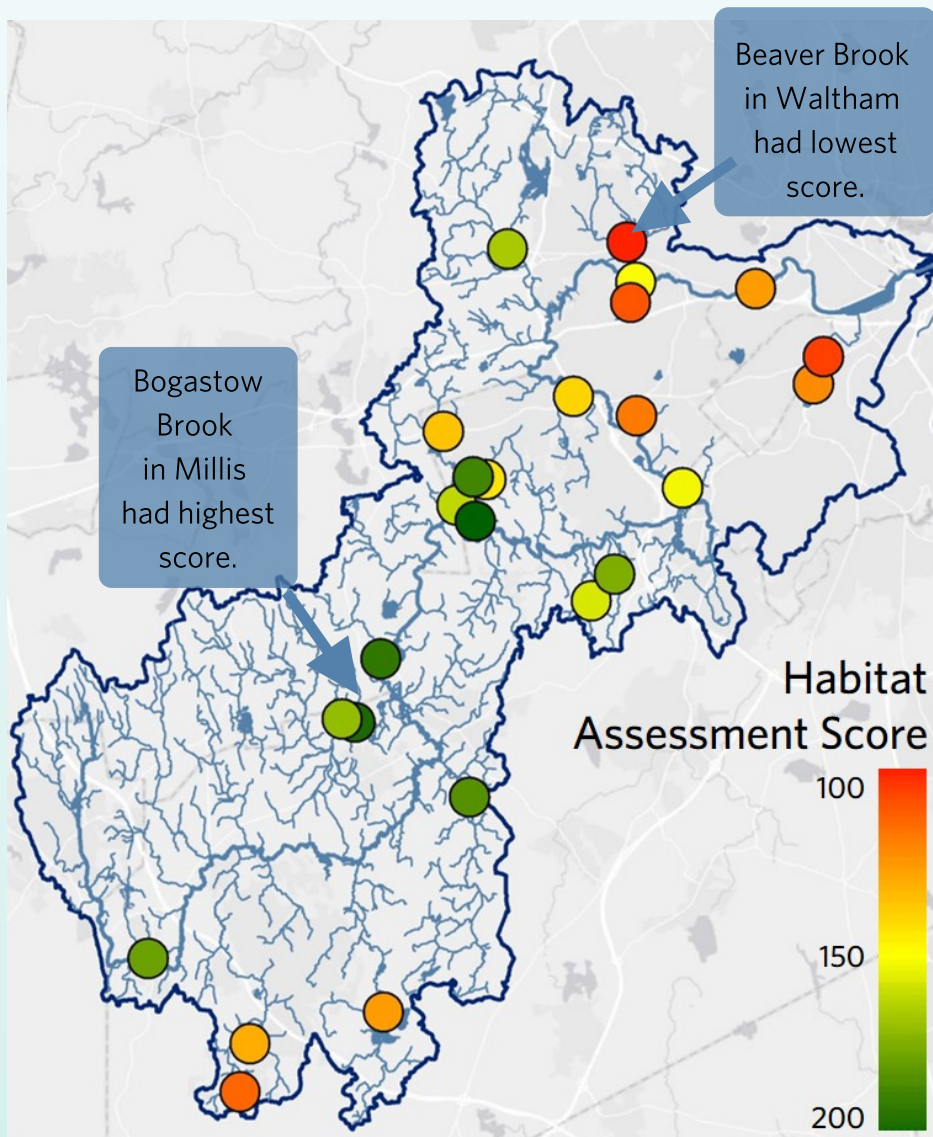 Beaver Brook
in Waltham
had lowest
score.
Bogastow
Brook
in Millis
had highest
score.
Habitat
Assessment Score
100
150
200